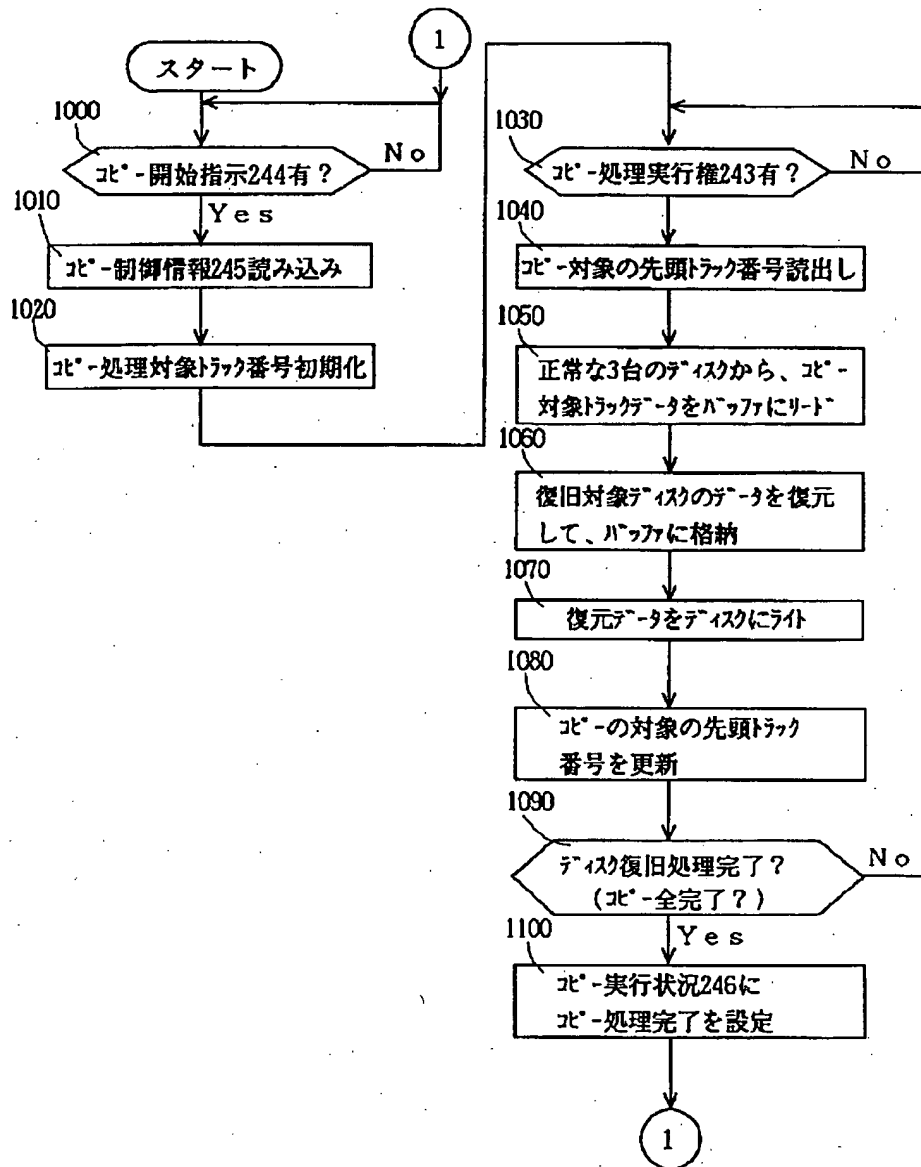 スタート
1
1000
コピー開始指示244有？
No
Yes
1010
コピー制御情報245読み込み
1020
コピー処理対象トラック番号初期化
1030
コピー処理実行権243有？
No
1040
コピー対象の先頭トラック番号読出し
1050
正常な3台のディスクから、コピー
対象トラックデータをバッファにリード
1060
復旧対象ディスクのデータを復元
して、バッファに格納
1070
復元データをディスクにライト
1080
コピーの対象の先頭トラック
番号を更新
1090
ディスク復旧処理完了？
（コピー全完了？）
No
Yes
1100
コピー実行状況246に
コピー処理完了を設定
1